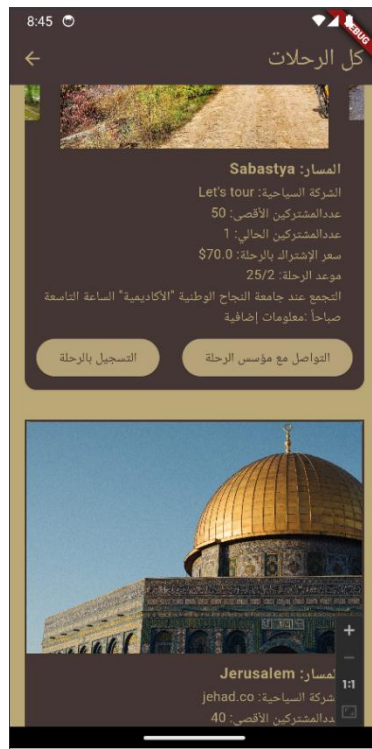 8:45
DEBUG
كل الرحلات
المسار: Sabastya
الشركة السياحية: Let's tour
عددالمشتركين الأقصى: 50
عددالمشتركين الحالي: 1
سعر الإشتراك بالرحلة: 70.0$
موعد الرحلة: 25/2
التجمع عند جامعة النجاح الوطنية "الأكاديمية" الساعة التاسعة
صباحاً :معلومات إضافية
التواصل مع مؤسس الرحلة
التسجيل بالرحلة
المسار: Jerusalem
شركة السياحية: jehad.co
ددالمشتركين الأقصى: 40
1:1